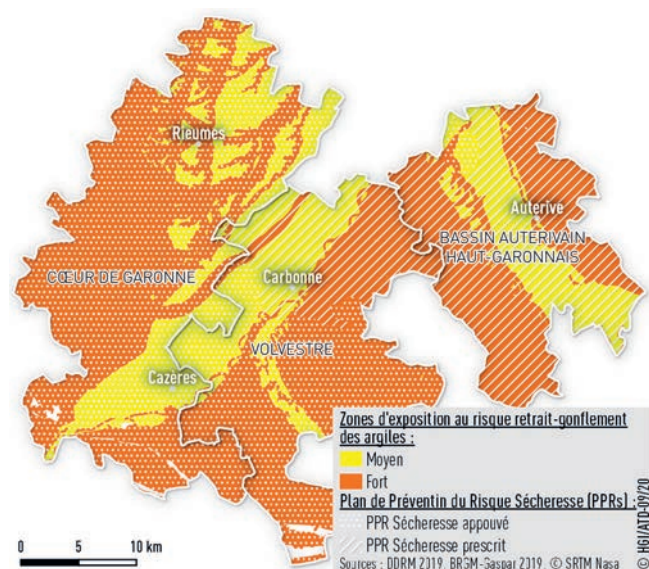 Rieumes
Auterive
BASSIN AUTERIVAIN
HAUT-GARONNAIS
CŒUR DE GARONNE
Carbonne
VOLVESTRE
Cazères
Zones d'exposition au risque retrait-gonflement
des argiles :
Moyen
Fort
Plan de Préventin du Risque Sécheresse (PPRs) :
PPR Sécheresse appouvé
PPR Sécheresse prescrit
Sources : DDRM 2019, BRGM-Gaspar 2019, © SRTM Nasa
© HGI/ATD-09/20
0 5 10 km